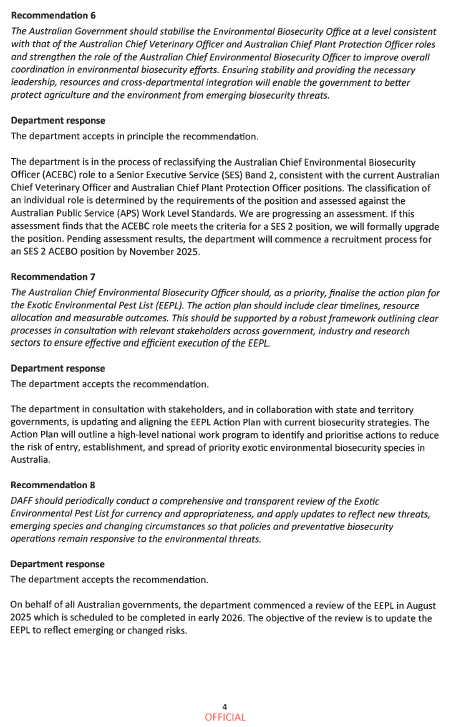 Recommendation 6
The Australian Government should stabilise the Environmental Biosecurity Office at a level consistent
with that of the Australian Chief Veterinary Officer and Australian Chief Plant Protection Officer roles
and strengthen the role of the Australian Chief Environmental Biosecurity Officer to improve overall
coordination in environmental biosecurity efforts. Ensuring stability and providing the necessary
leadership, resources and cross-departmental integration will enable the government to better
protect agriculture and the environment from emerging biosecurity threats.
Department response
The department accepts in principle the recommendation.
The department is in the process of reclassifying the Australian Chief Environmental Biosecurity
Officer (ACEBC) role to a Senior Executive Service (SES) Band 2, consistent with the current Australian
Chief Veterinary Officer and Australian Chief Plant Protection Officer positions. The classification of
an individual role is determined by the requirements of the position and assessed against the
Australian Public Service (APS) Work Level Standards. We are progressing an assessment. If this
assessment finds that the ACEBC role meets the criteria for a SES 2 position, we will formally upgrade
the position. Pending assessment results, the department will commence a recruitment process for
an SES 2 ACEBO position by November 2025.
Recommendation 7
The Australian Chief Environmental Biosecurity Officer should, as a priority, finalise the action plan for
the Exotic Environmental Pest List (EEPL). The action plan should include clear timelines, resource
allocation and measurable outcomes. This should be supported by a robust framework outlining clear
processes in consultation with relevant stakeholders across government, industry and research
sectors to ensure effective and efficient execution of the EEPL.
Department response
The department accepts the recommendation.
The department in consultation with stakeholders, and in collaboration with state and territory
governments, is updating and aligning the EEPL Action Plan with current biosecurity strategies. The
Action Plan will outline a high-level national work program to identify and prioritise actions to reduce
the risk of entry, establishment, and spread of priority exotic environmental biosecurity species in
Australia.
Recommendation 8
DAFF should periodically conduct a comprehensive and transparent review of the Exotic
Environmental Pest List for currency and appropriateness, and apply updates to reflect new threats,
emerging species and changing circumstances so that policies and preventative biosecurity
operations remain responsive to the environmental threats.
Department response
The department accepts the recommendation.
On behalf of all Australian governments, the department commenced a review of the EEPL in August
2025 which is scheduled to be completed in early 2026. The objective of the review is to update the
EEPL to reflect emerging or changed risks.
4
OFFICIAL